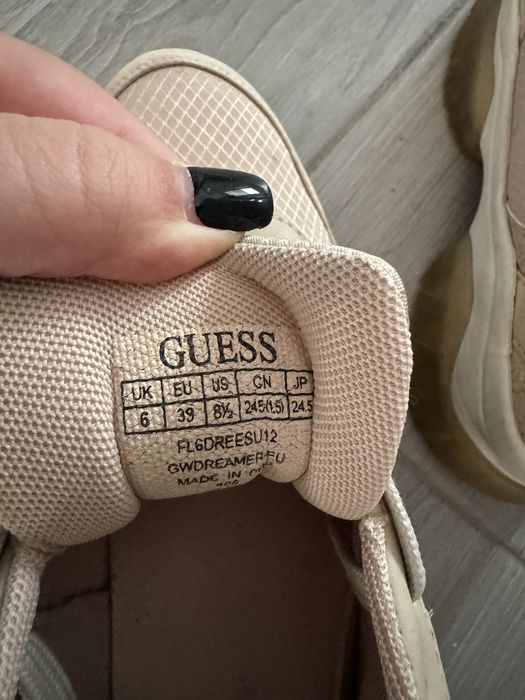 GUESS
UK EU US CN JP
6 39 8½ 245(1.5) 24.5
FL6DREESU12
GWDREAMER/EU
MADE IN